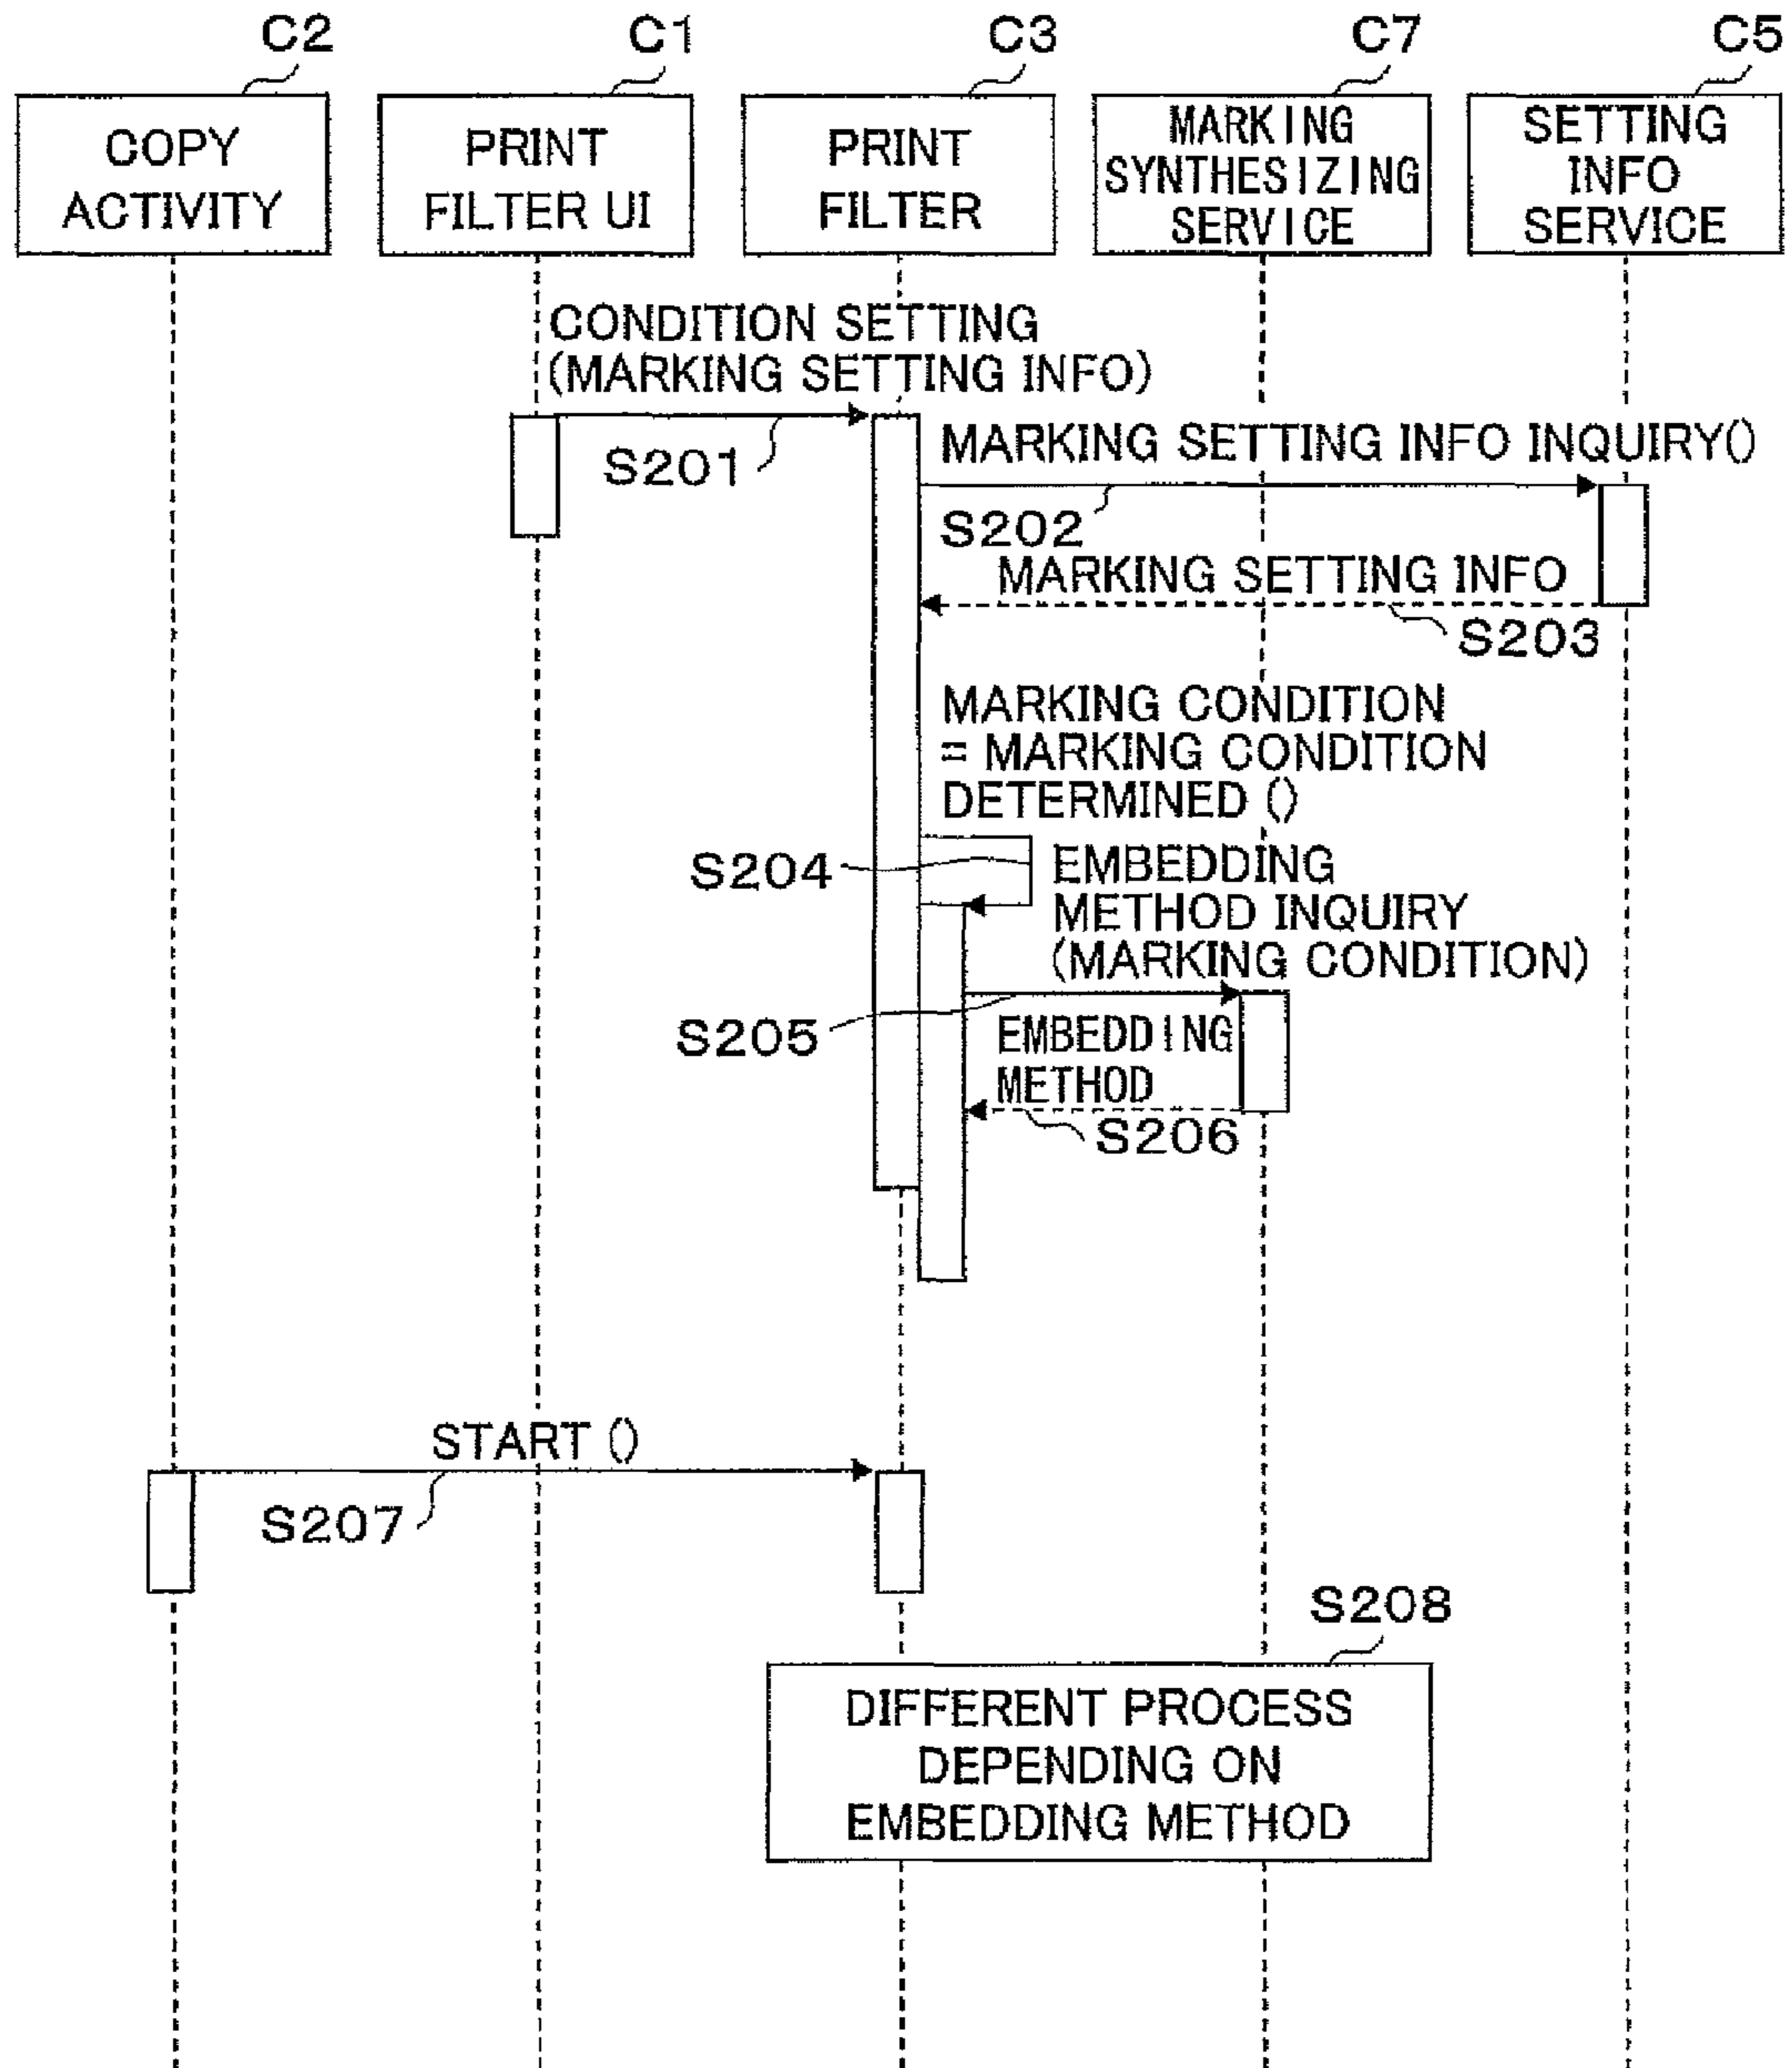 C2
C1
C3
C7
C5
COPY
ACTIVITY
PRINT
FILTER UI
PRINT
FILTER
MARKING
SYNTHESIZING
SERVICE
SETTING
INFO
SERVICE
CONDITION SETTING
(MARKING SETTING INFO)
S201
MARKING SETTING INFO INQUIRY()
S202
MARKING SETTING INFO
S203
MARKING CONDITION
= MARKING CONDITION
DETERMINED ()
S204
EMBEDDING
METHOD INQUIRY
(MARKING CONDITION)
S205
EMBEDDING
METHOD
S206
START ()
S207
S208
DIFFERENT PROCESS
DEPENDING ON
EMBEDDING METHOD